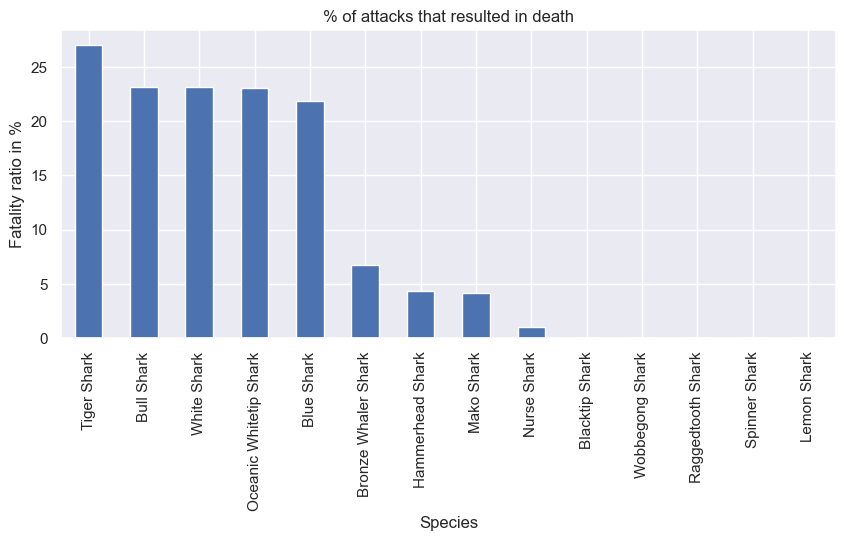 % of attacks that resulted in death
Fatality ratio in %
25
20
15
10
5
0
Tiger Shark
Bull Shark
White Shark
Oceanic Whitetip Shark
Blue Shark
Bronze Whaler Shark
Hammerhead Shark
Mako Shark
Nurse Shark
Blacktip Shark
Wobbegong Shark
Raggedtooth Shark
Spinner Shark
Lemon Shark
Species